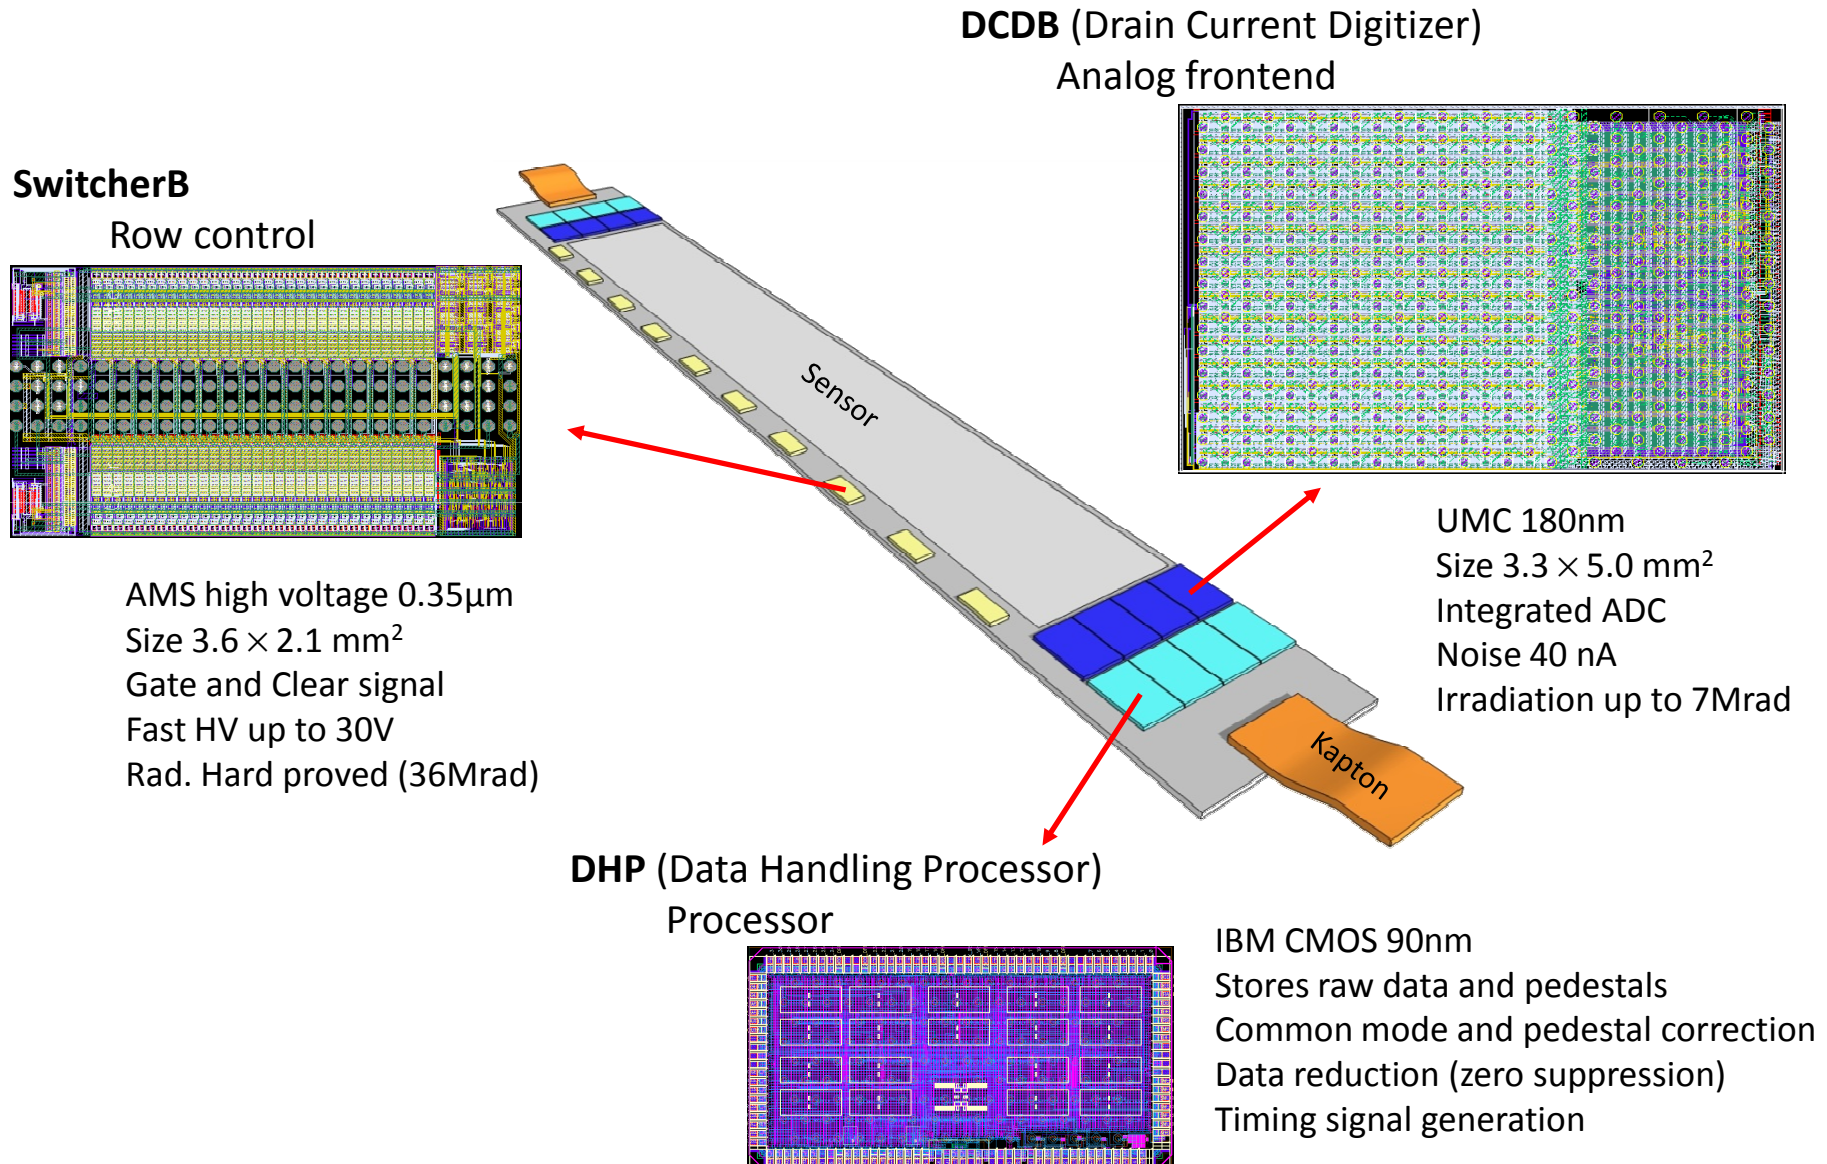 DCDB (Drain Current Digitizer)
Analog frontend
SwitcherB
Row control
Sensor
UMC 180nm
Size 3.3 × 5.0 mm²
Integrated ADC
Noise 40 nA
Irradiation up to 7Mrad
AMS high voltage 0.35µm
Size 3.6 × 2.1 mm²
Gate and Clear signal
Fast HV up to 30V
Rad. Hard proved (36Mrad)
Kapton
DHP (Data Handling Processor)
Processor
IBM CMOS 90nm
Stores raw data and pedestals
Common mode and pedestal correction
Data reduction (zero suppression)
Timing signal generation